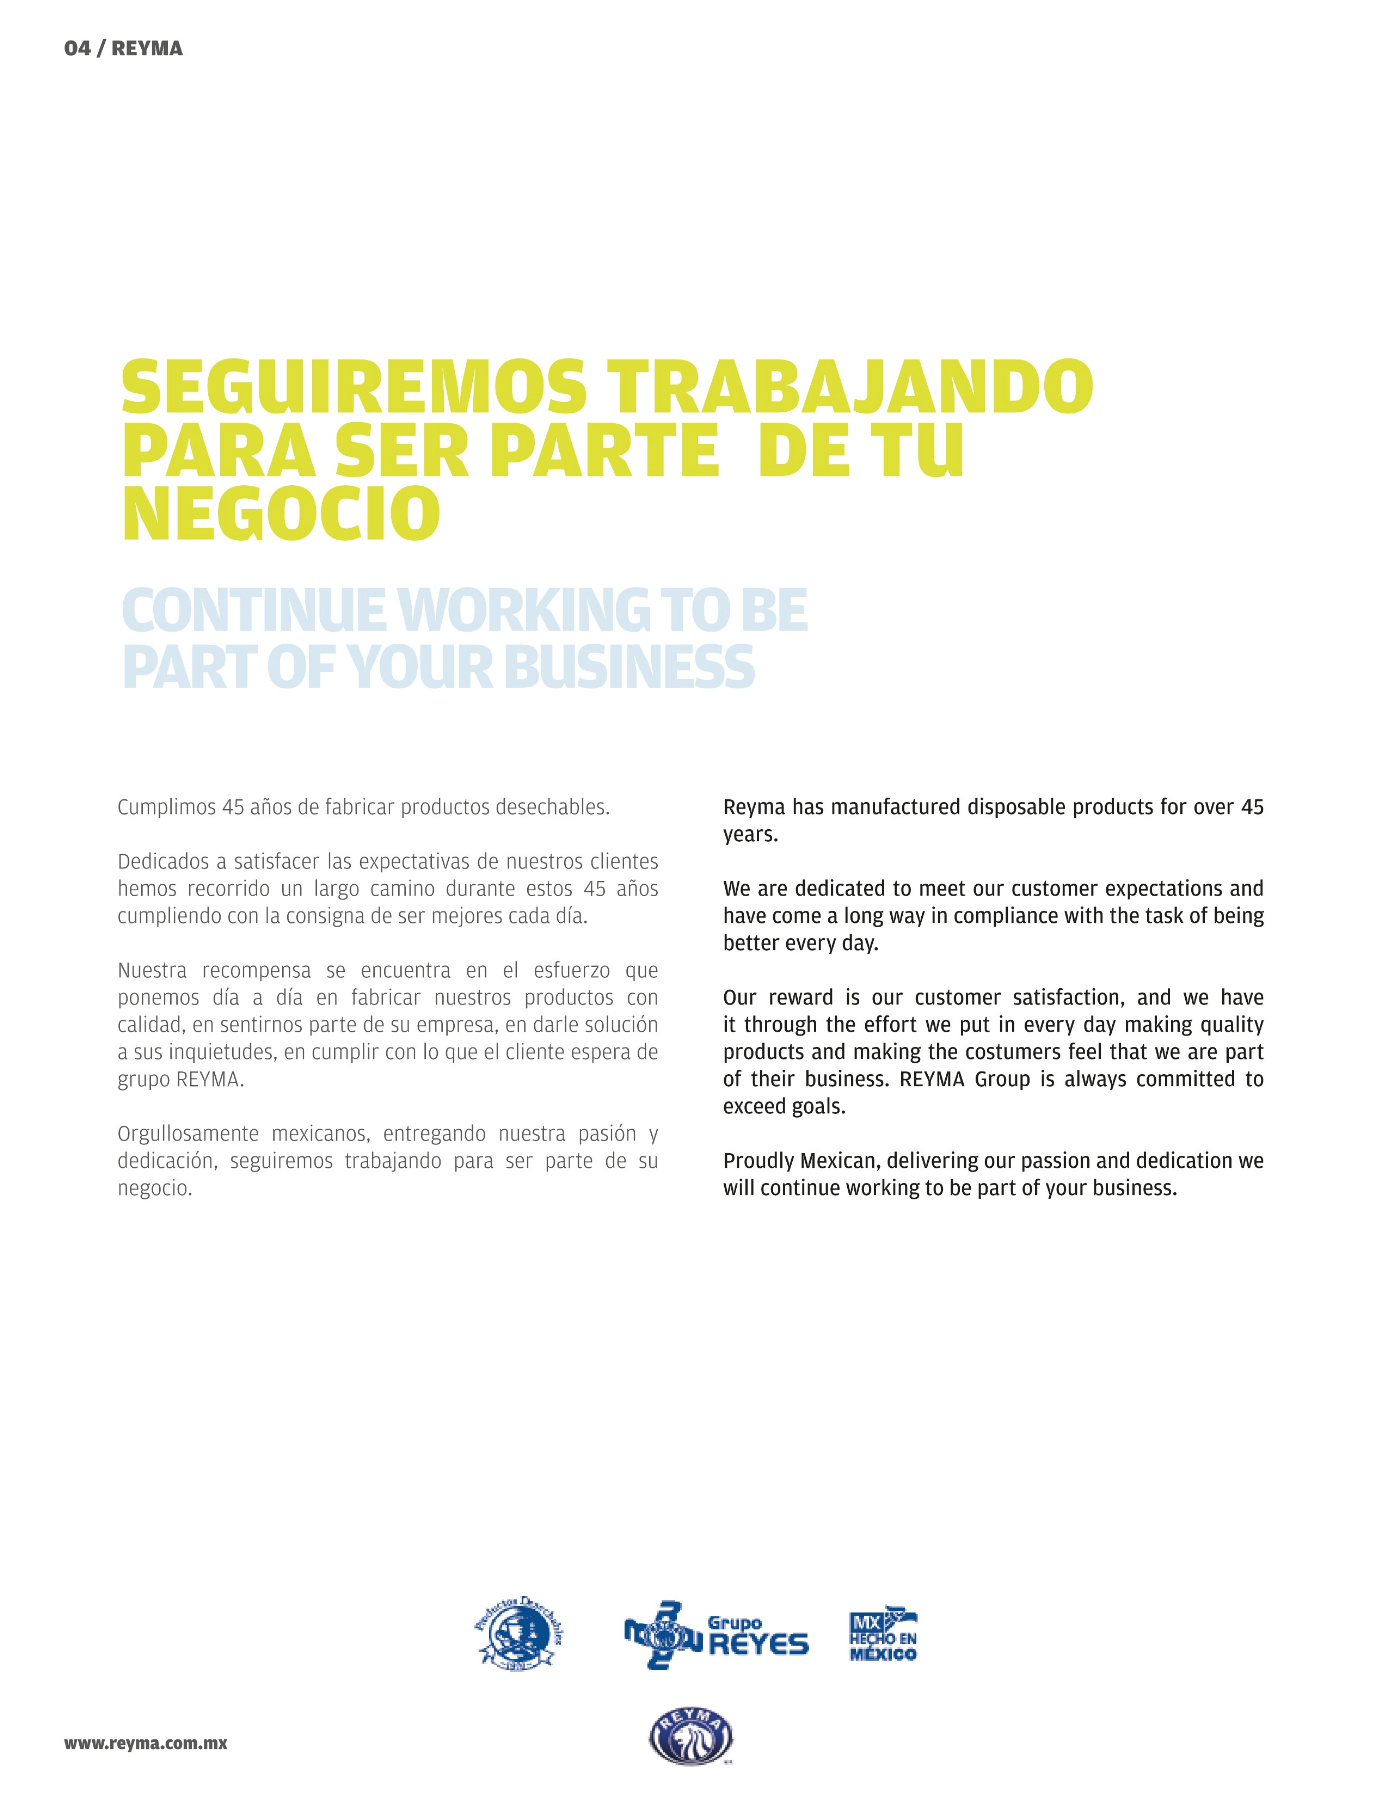 04 / REYMA
SEGUIREMOS TRABAJANDO
PARA SER PARTE DE TU
NEGOCIO
CONTINUE WORKING TO BE
PART OF YOUR BUSINESS
Cumplimos 45 años de fabricar productos desechables.
Dedicados a satisfacer las expectativas de nuestros clientes
hemos recorrido un largo camino durante estos 45 años
cumpliendo con la consigna de ser mejores cada día.
Nuestra recompensa se encuentra en el esfuerzo que
ponemos día a día en fabricar nuestros productos con
calidad, en sentirnos parte de su empresa, en darle solución
a sus inquietudes, en cumplir con lo que el cliente espera de
grupo REYMA.
Orgullosamente mexicanos, entregando nuestra pasión y
dedicación, seguiremos trabajando para ser parte de su
negocio.
Reyma has manufactured disposable products for over 45
years.
We are dedicated to meet our customer expectations and
have come a long way in compliance with the task of being
better every day.
Our reward is our customer satisfaction, and we have
it through the effort we put in every day making quality
products and making the costumers feel that we are part
of their business. REYMA Group is always committed to
exceed goals.
Proudly Mexican, delivering our passion and dedication we
will continue working to be part of your business.
Productos Desechables
Grupo
REYES
MX
HECHO EN
MÉXICO
REYMA
www.reyma.com.mx